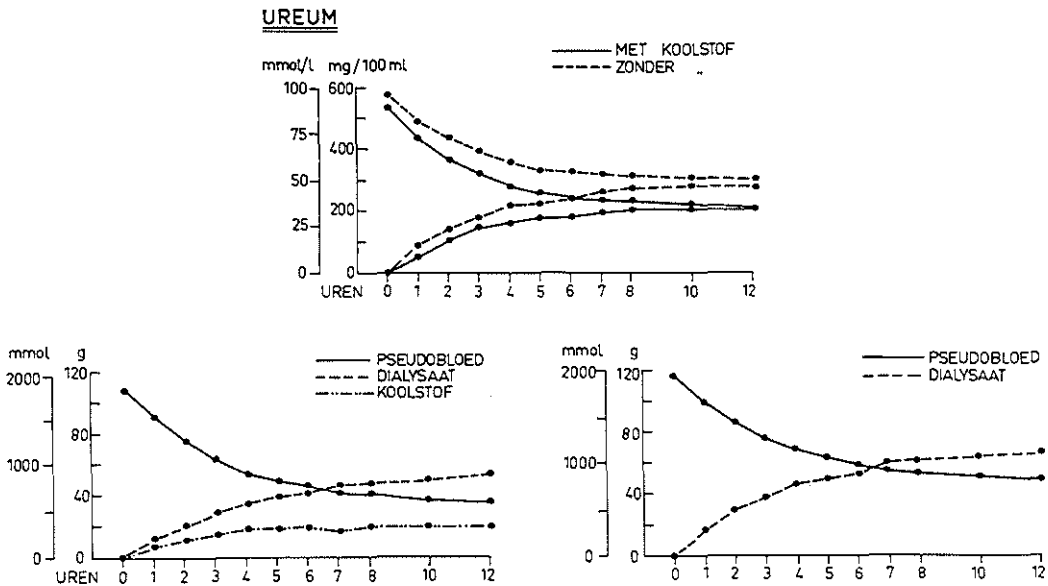 UREUM
MET KOOLSTOF
ZONDER „
mmol/l mg/100 ml
100 600
75
400
50
200
25
0 0
UREN 0 1 2 3 4 5 6 7 8 10 12
mmol g
PSEUDOBLOED
DIALYSAAT
KOOLSTOF
2000 120
80
1000
40
0 0
UREN 0 1 2 3 4 5 6 7 8 10 12
mmol g
PSEUDOBLOED
DIALYSAAT
2000 120
80
1000
40
0 0
0 1 2 3 4 5 6 7 8 10 12